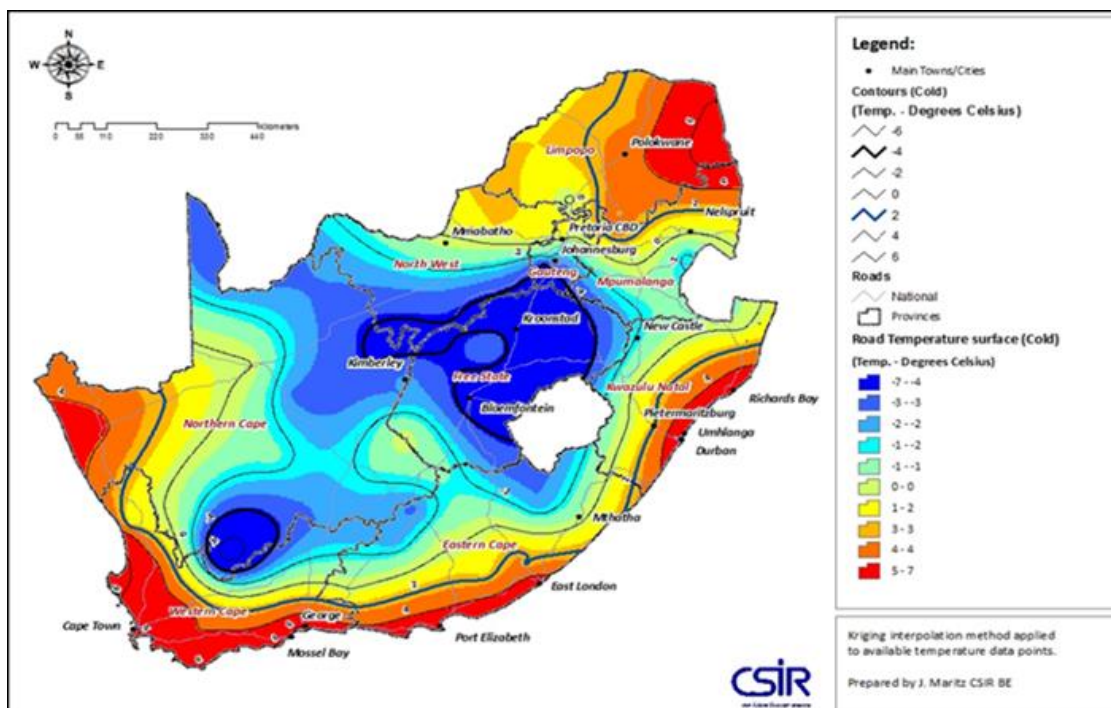 N
W E
S
Kilometers
0 55 110 220 330 440
Limpopo
Polokwane
Nelspruit
Pretoria CBD
Mmabatho
Johannesburg
North West
Gauteng
Mpumalanga
Kroonstad
New Castle
Kimberley
Free State
Kwazulu Natal
Bloemfontein
Richards Bay
Northern Cape
Pietermaritzburg
Umhlanga
Durban
Mthatha
Eastern Cape
East London
Western Cape
George
Cape Town
Port Elizabeth
Mossel Bay
CSIR
Legend:
Main Towns/Cities
Contours (Cold)
(Temp. - Degrees Celsius)
-6
-4
-2
0
2
4
6
Roads
National
Provinces
Road Temperature surface (Cold)
(Temp. - Degrees Celsius)
-7 - -4
-3 - -3
-2 - -2
-1 - -2
-1 - -1
0 - 0
1 - 2
3 - 3
4 - 4
5 - 7
Kriging interpolation method applied
to available temperature data points.
Prepared by J. Maritz CSIR BE